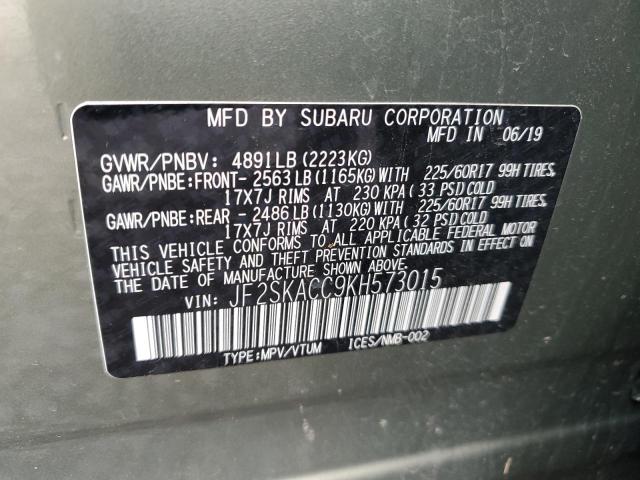 MFD BY SUBARU CORPORATION
MFD IN 06/19
GVWR/PNBV: 4891LB(2223KG)
GAWR/PNBE:FRONT- 2563LB(1165KG)WITH 225/60R17 99H TIRES,
17X7J RIMS AT 230 KPA(33 PSI)COLD
GAWR/PNBE:REAR - 2486LB(1130KG)WITH 225/60R17 99H TIRES,
17X7J RIMS AT 220 KPA(32 PSI)COLD
THIS VEHICLE CONFORMS TO ALL APPLICABLE FEDERAL MOTOR
VEHICLE SAFETY AND THEFT PREVENTION STANDARDS IN EFFECT ON
THE DATE OF MANUFACTURE SHOWN ABOVE.
VIN: JF2SKACC9KH573015
TYPE:MPV/VTUM ICES/NMB-002